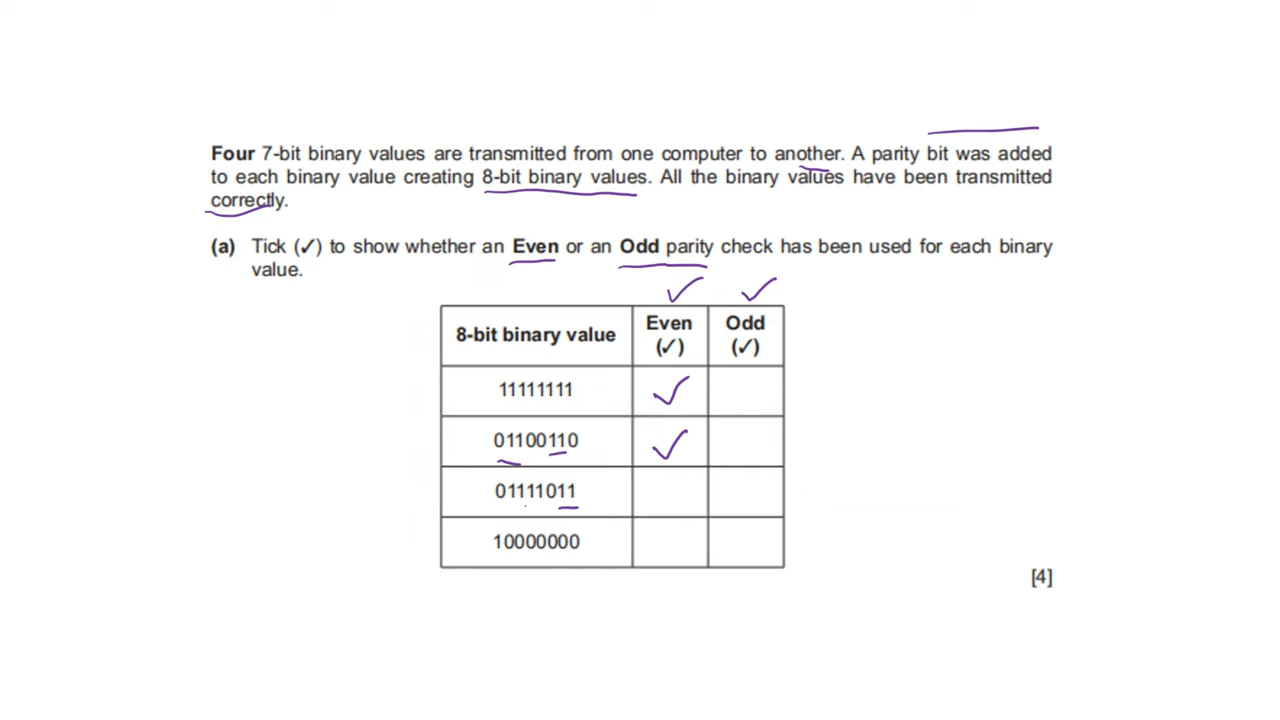 Four 7-bit binary values are transmitted from one computer to another. A parity bit was added
to each binary value creating 8-bit binary values. All the binary values have been transmitted
correctly.
(a) Tick (✓) to show whether an Even or an Odd parity check has been used for each binary
value.
✓ ✓
8-bit binary value Even (✓) Odd (✓)
11111111 ✓
01100110 ✓
01111011
10000000
[4]